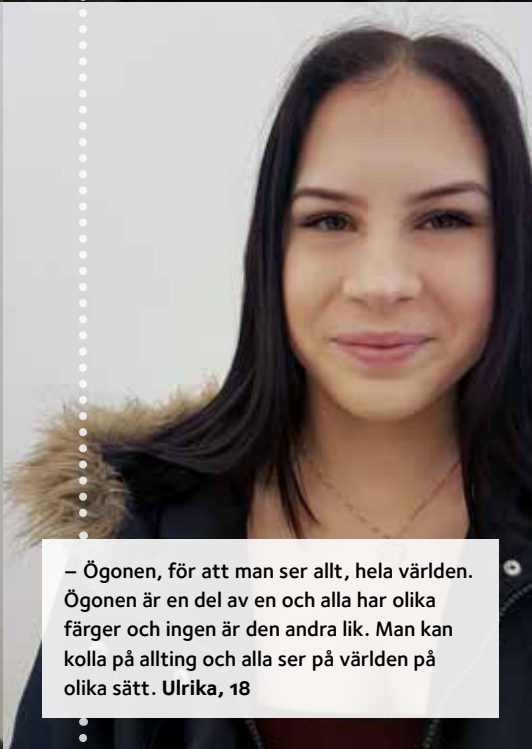 – Ögonen, för att man ser allt, hela världen.
Ögonen är en del av en och alla har olika
färger och ingen är den andra lik. Man kan
kolla på allting och alla ser på världen på
olika sätt. Ulrika, 18